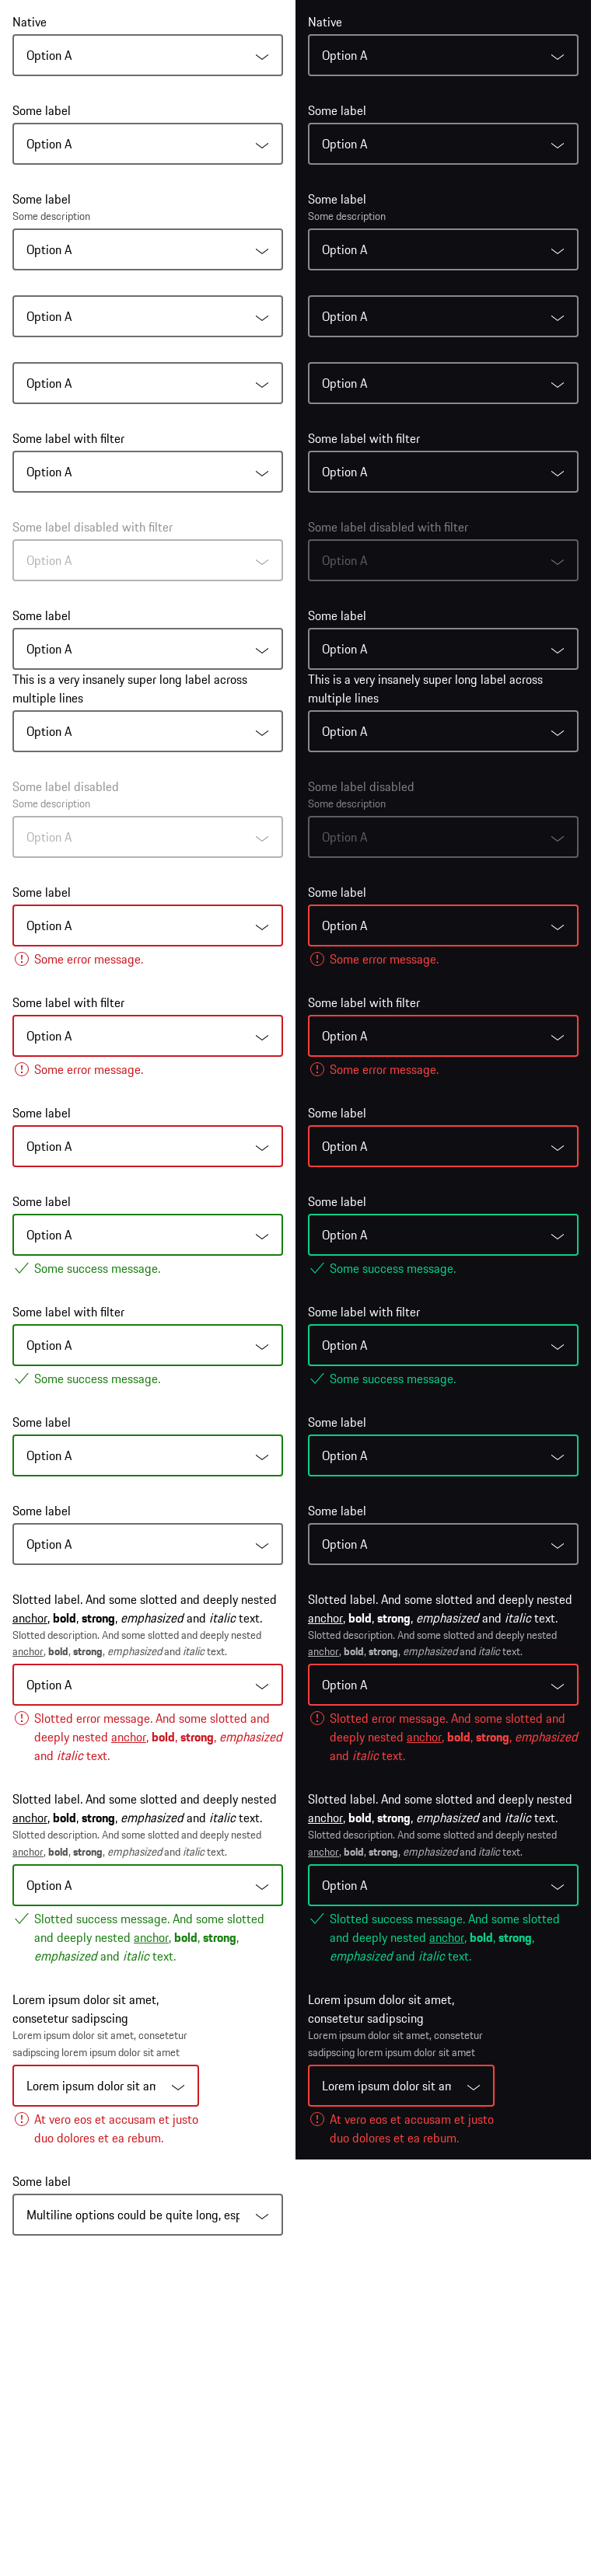 Native
Option A
Some label
Option A
Some label
Some description
Option A
Option A
Option A
Some label with filter
Option A
Some label disabled with filter
Option A
Some label
Option A
This is a very insanely super long label across
multiple lines
Option A
Some label disabled
Some description
Option A
Some label
Option A
Some error message.
Some label with filter
Option A
Some error message.
Some label
Option A
Some label
Option A
Some success message.
Some label with filter
Option A
Some success message.
Some label
Option A
Some label
Option A
Slotted label. And some slotted and deeply nested
anchor, bold, strong, emphasized and italic text.
Slotted description. And some slotted and deeply nested
anchor, bold, strong, emphasized and italic text.
Option A
Slotted error message. And some slotted and
deeply nested anchor, bold, strong, emphasized
and italic text.
Slotted label. And some slotted and deeply nested
anchor, bold, strong, emphasized and italic text.
Slotted description. And some slotted and deeply nested
anchor, bold, strong, emphasized and italic text.
Option A
Slotted success message. And some slotted
and deeply nested anchor, bold, strong,
emphasized and italic text.
Lorem ipsum dolor sit amet,
consetetur sadipscing
Lorem ipsum dolor sit amet, consetetur
sadipscing lorem ipsum dolor sit amet
Lorem ipsum dolor sit am
At vero eos et accusam et justo
duo dolores et ea rebum.
Some label
Multiline options could be quite long, esp
Native
Option A
Some label
Option A
Some label
Some description
Option A
Option A
Option A
Some label with filter
Option A
Some label disabled with filter
Option A
Some label
Option A
This is a very insanely super long label across
multiple lines
Option A
Some label disabled
Some description
Option A
Some label
Option A
Some error message.
Some label with filter
Option A
Some error message.
Some label
Option A
Some label
Option A
Some success message.
Some label with filter
Option A
Some success message.
Some label
Option A
Some label
Option A
Slotted label. And some slotted and deeply nested
anchor, bold, strong, emphasized and italic text.
Slotted description. And some slotted and deeply nested
anchor, bold, strong, emphasized and italic text.
Option A
Slotted error message. And some slotted and
deeply nested anchor, bold, strong, emphasized
and italic text.
Slotted label. And some slotted and deeply nested
anchor, bold, strong, emphasized and italic text.
Slotted description. And some slotted and deeply nested
anchor, bold, strong, emphasized and italic text.
Option A
Slotted success message. And some slotted
and deeply nested anchor, bold, strong,
emphasized and italic text.
Lorem ipsum dolor sit amet,
consetetur sadipscing
Lorem ipsum dolor sit amet, consetetur
sadipscing lorem ipsum dolor sit amet
Lorem ipsum dolor sit am
At vero eos et accusam et justo
duo dolores et ea rebum.